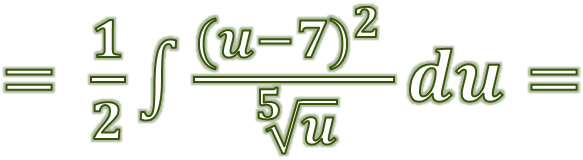 = 1/2 ∫ (u−7)² / ⁵√u du =